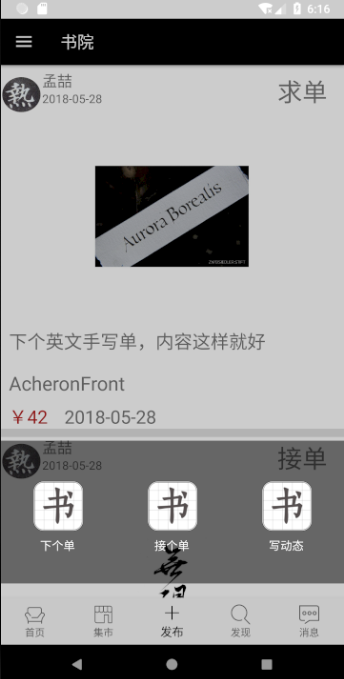 6:16
书院
孟喆
2018-05-28
求单
Aurora Borealis
下个英文手写单，内容这样就好
AcheronFront
￥42 2018-05-28
孟喆
2018-05-28
接单
书 书 书
下个单 接个单 写动态
首页 集市 发布 发现 消息